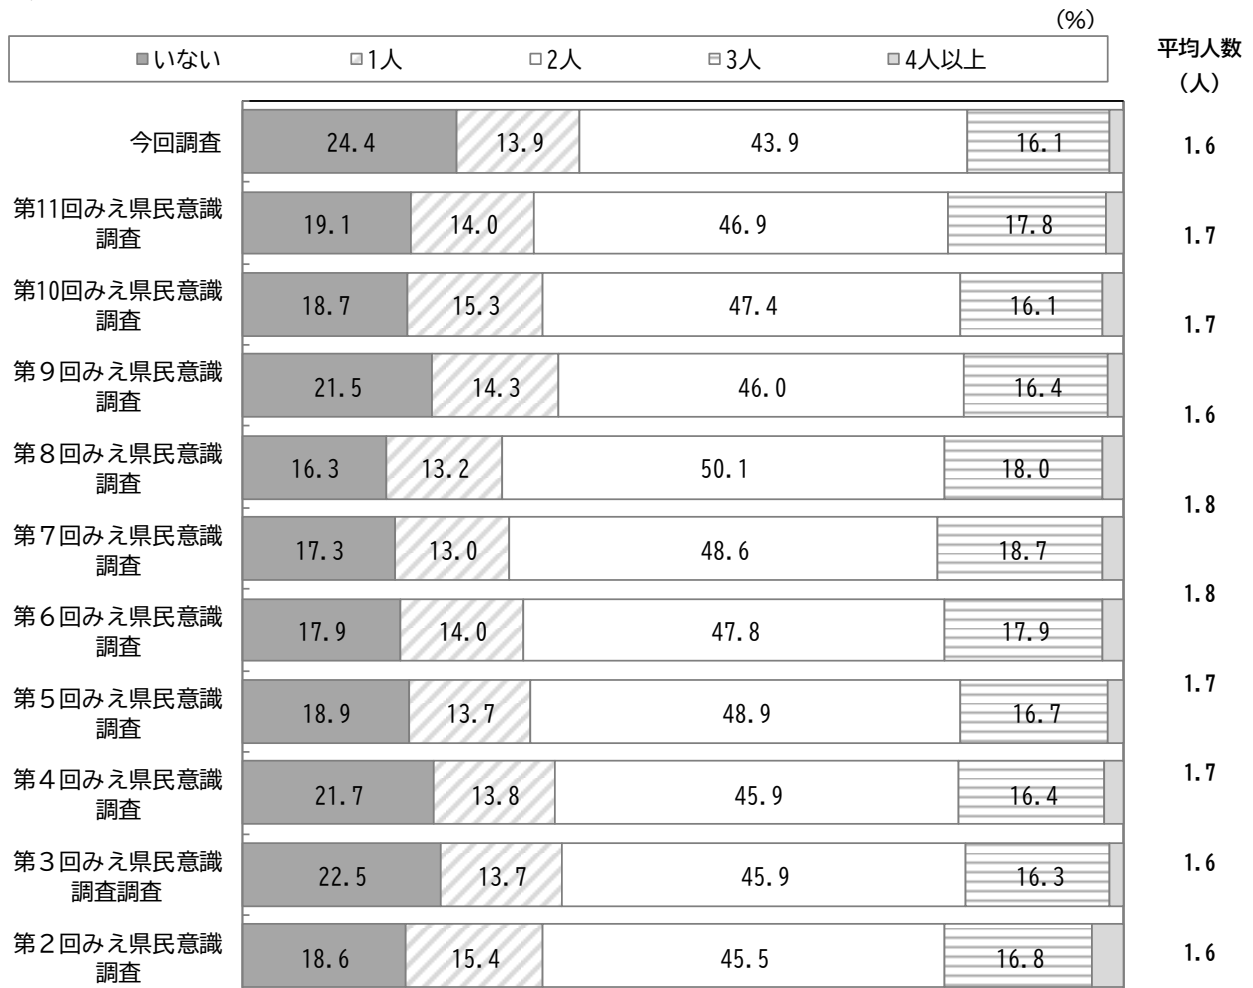 (%)
いない 1人 2人 3人 4人以上
平均人数
(人)
今回調査 24.4 13.9 43.9 16.1 1.6
第11回みえ県民意識
調査 19.1 14.0 46.9 17.8 1.7
第10回みえ県民意識
調査 18.7 15.3 47.4 16.1 1.7
第9回みえ県民意識
調査 21.5 14.3 46.0 16.4 1.6
第8回みえ県民意識
調査 16.3 13.2 50.1 18.0 1.8
第7回みえ県民意識
調査 17.3 13.0 48.6 18.7 1.8
第6回みえ県民意識
調査 17.9 14.0 47.8 17.9 1.7
第5回みえ県民意識
調査 18.9 13.7 48.9 16.7 1.7
第4回みえ県民意識
調査 21.7 13.8 45.9 16.4 1.6
第3回みえ県民意識
調査調査 22.5 13.7 45.9 16.3 1.6
第2回みえ県民意識
調査 18.6 15.4 45.5 16.8